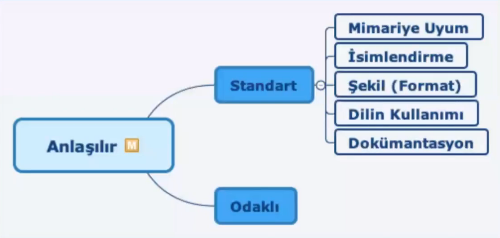 Anlaşılır M
Standart
Mimariye Uyum
İsimlendirme
Şekil (Format)
Dilin Kullanımı
Dokümantasyon
Odaklı